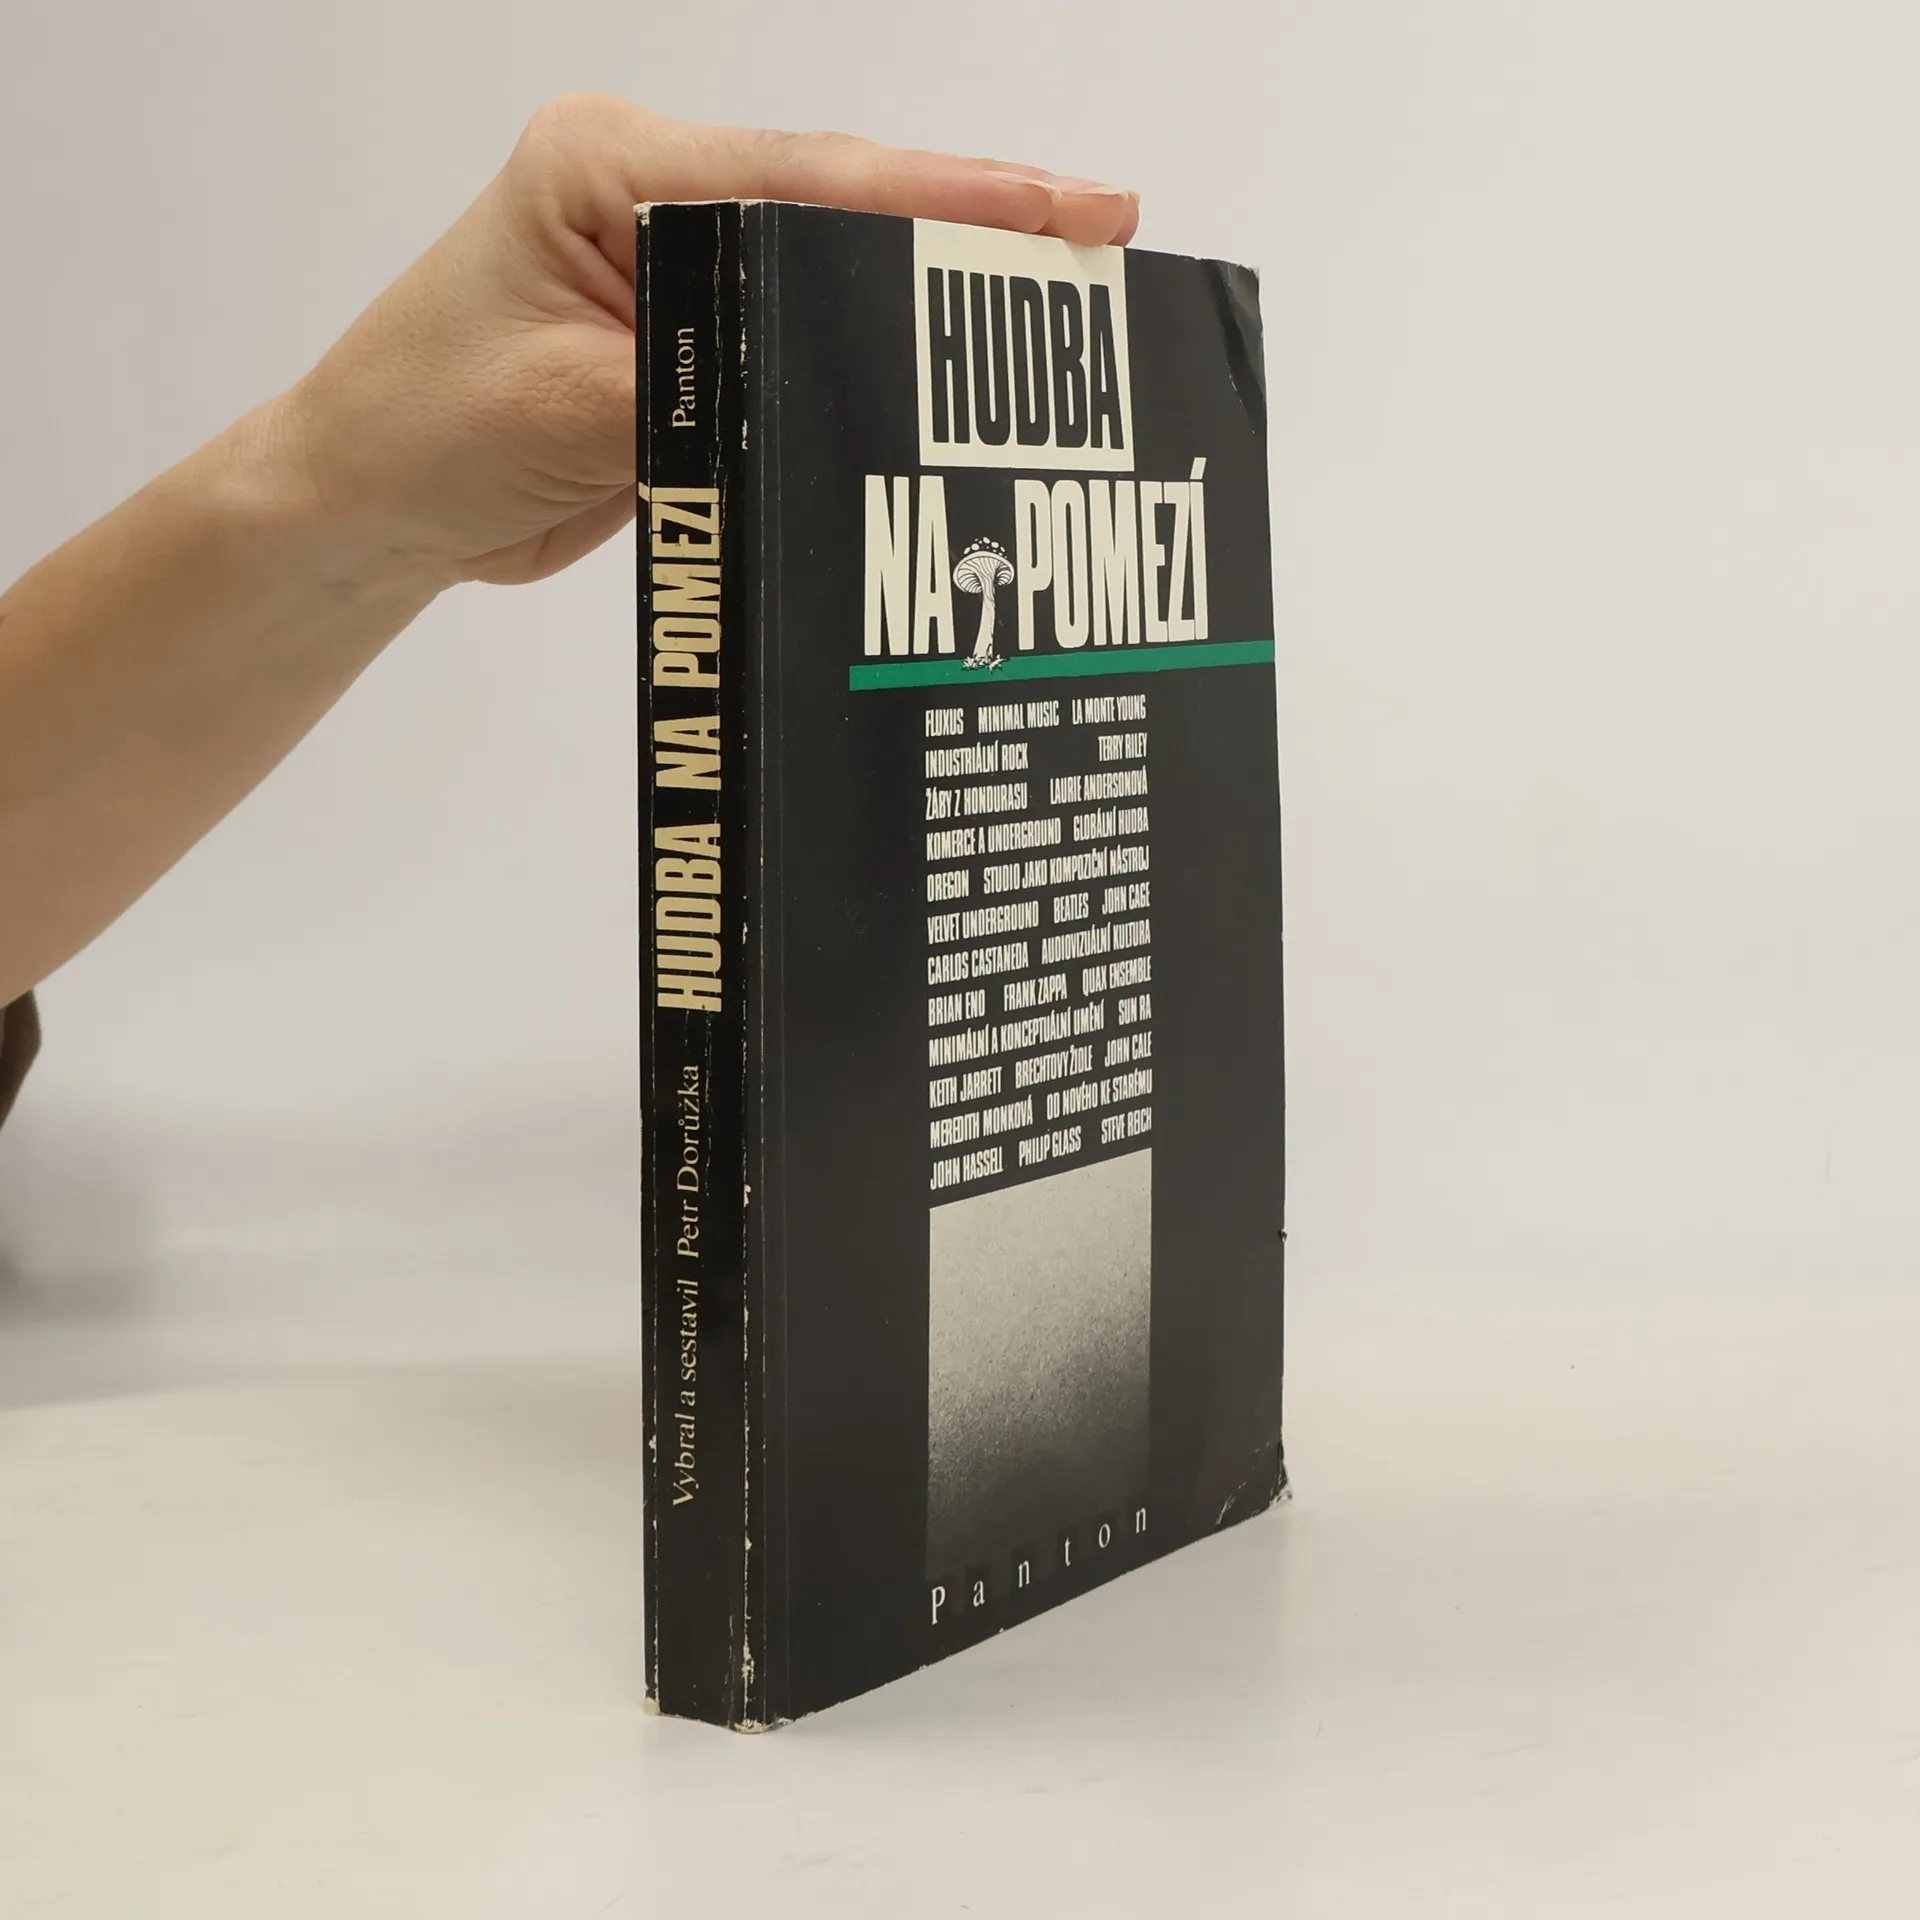 Vybral a sestavil Petr Dorůžka HUDBA NA POMEZÍ Panton
HUDBA
NA POMEZÍ
FLUXUS MINIMAL MUSIC LA MONTE YOUNG
INDUSTRIÁLNÍ ROCK TERRY RILEY
ŽÁBY Z HONDURASU LAURIE ANDERSONOVÁ
KOMERCE A UNDERGROUND GLOBÁLNÍ HUDBA
OREGON STUDIO JAKO KOMPOZIČNÍ NÁSTROJ
VELVET UNDERGROUND BEATLES JOHN CAGE
CARLOS CASTANEDA AUDIOVIZUÁLNÍ KULTURA
BRIAN ENO FRANK ZAPPA QUAX ENSEMBLE
MINIMÁLNÍ A KONCEPTUÁLNÍ UMĚNÍ SUN RA
KEITH JARRETT BRECHTOVY ŽIDLE JOHN CALE
MEREDITH MONKOVÁ OD NOVÉHO KE STARÉMU
JOHN HASSELL PHILIP GLASS STEVE REICH
Panton